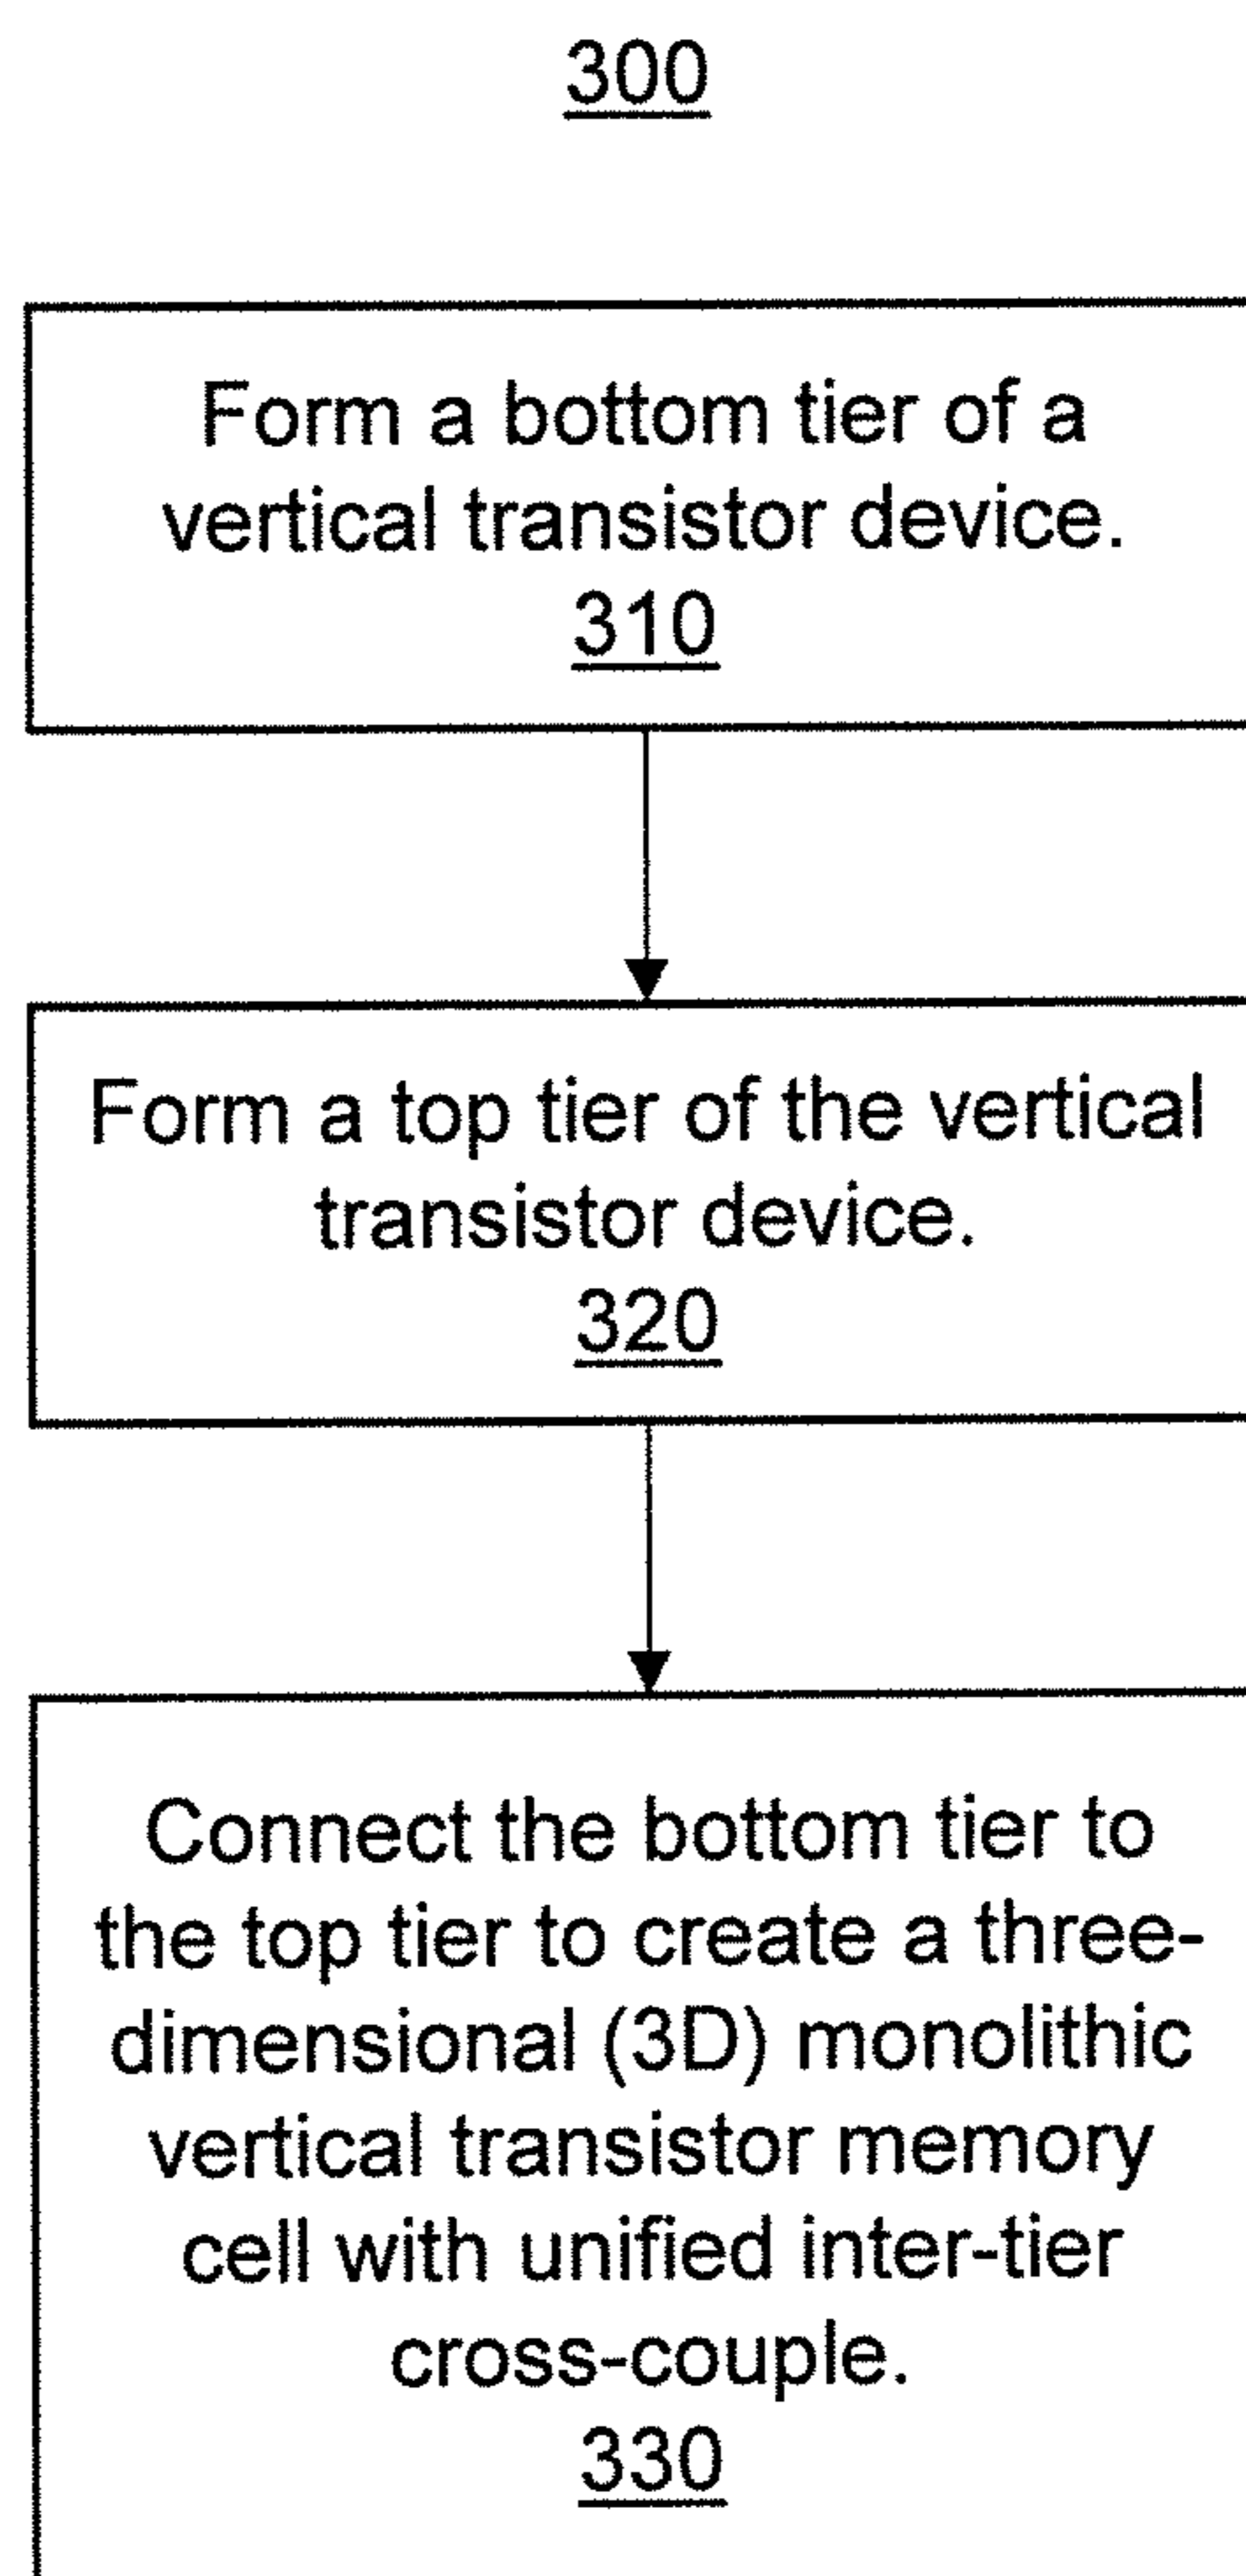 300
Form a bottom tier of a
vertical transistor device.
310
Form a top tier of the vertical
transistor device.
320
Connect the bottom tier to
the top tier to create a three-
dimensional (3D) monolithic
vertical transistor memory
cell with unified inter-tier
cross-couple.
330